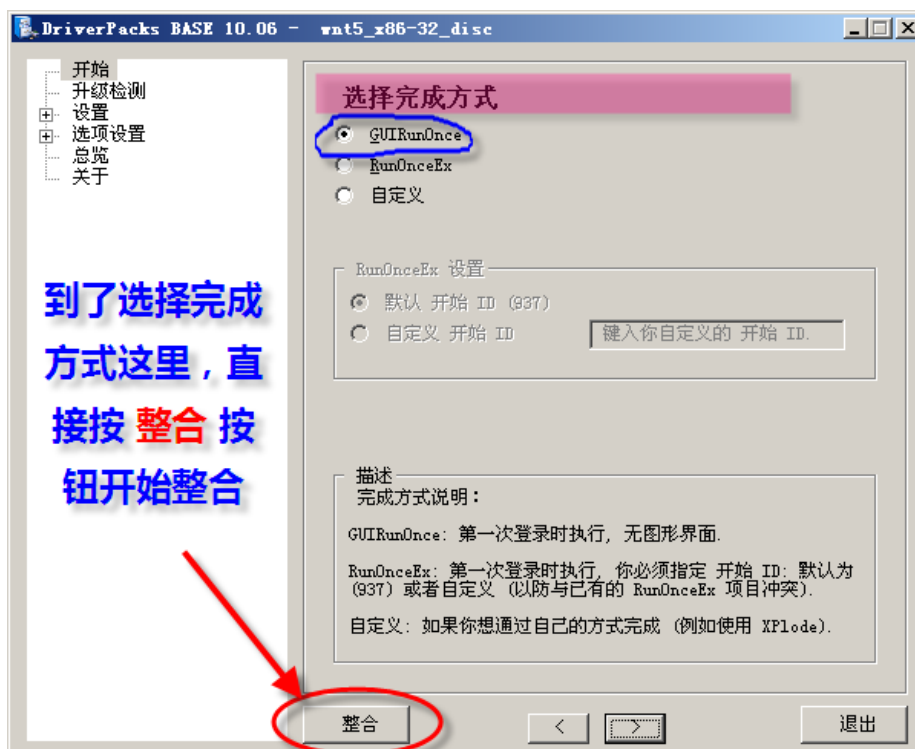 DriverPacks BASE 10.06 - wnt5_x86-32_disc
开始
升级检测
设置
选项设置
总览
关于
到了选择完成
方式这里，直
接按 整合 按
钮开始整合
选择完成方式
GUIRunOnce
RunOnceEx
自定义
RunOnceEx 设置
默认 开始 ID (937)
自定义 开始 ID
键入你自定义的 开始 ID.
描述
完成方式说明：
GUIRunOnce: 第一次登录时执行, 无图形界面.
RunOnceEx: 第一次登录时执行, 你必须指定 开始 ID: 默认为
(937) 或者自定义 (以防与已有的 RunOnceEx 项目冲突).
自定义: 如果你想通过自己的方式完成 (例如使用 XPlode).
整合
<
>
退出